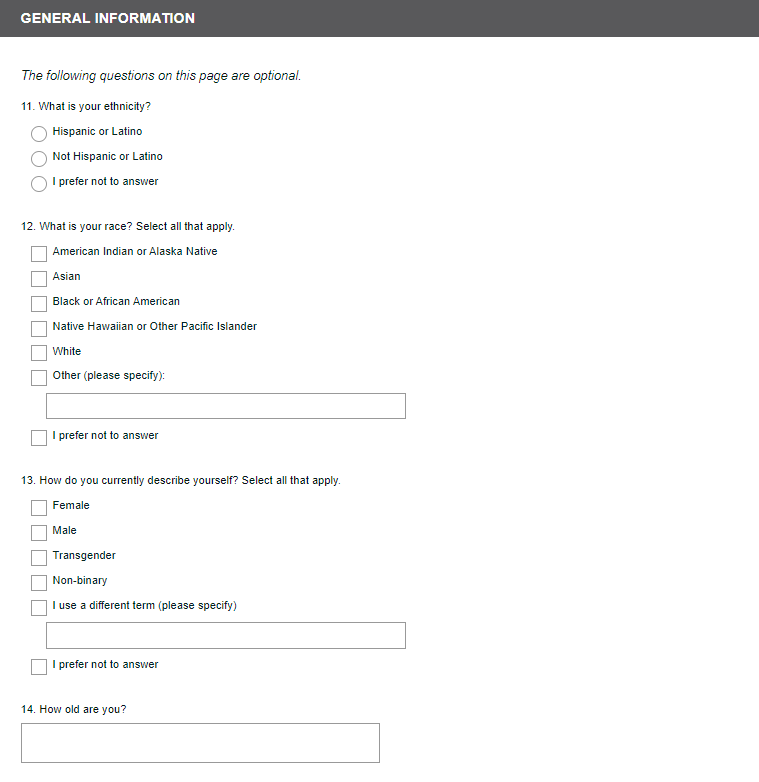 GENERAL INFORMATION
The following questions on this page are optional.
11. What is your ethnicity?
Hispanic or Latino
Not Hispanic or Latino
I prefer not to answer
12. What is your race? Select all that apply.
American Indian or Alaska Native
Asian
Black or African American
Native Hawaiian or Other Pacific Islander
White
Other (please specify):
I prefer not to answer
13. How do you currently describe yourself? Select all that apply.
Female
Male
Transgender
Non-binary
I use a different term (please specify)
I prefer not to answer
14. How old are you?